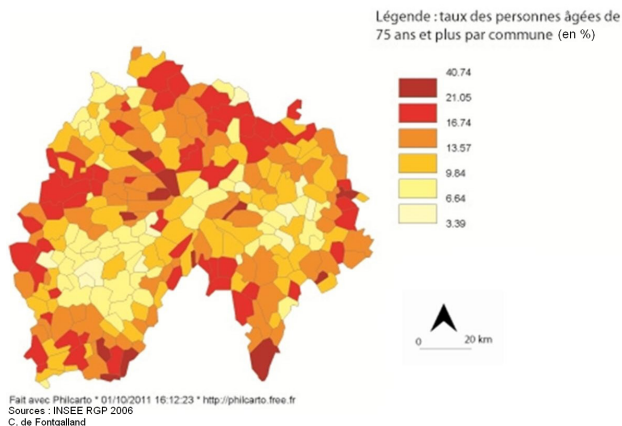 Légende : taux des personnes âgées de
75 ans et plus par commune (en %)
40.74
21.05
16.74
13.57
9.84
6.64
3.39
0 20 km
Fait avec Philcarto * 01/10/2011 16:12:23 * http://philcarto.free.fr
Sources : INSEE RGP 2006
C. de Fontgalland